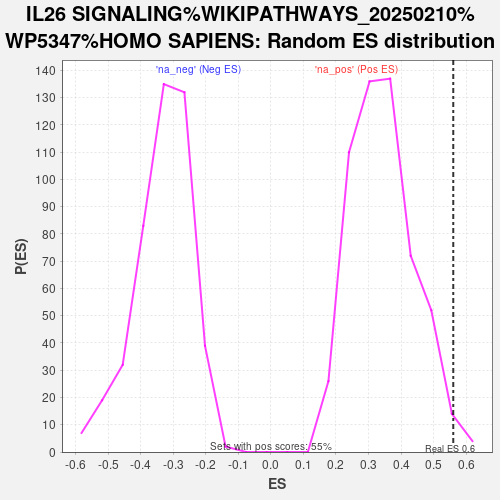 IL26 SIGNALING%WIKIPATHWAYS_20250210%
WP5347%HOMO SAPIENS: Random ES distribution
'na_neg' (Neg ES)
'na_pos' (Pos ES)
140
130
120
110
100
90
80
70
60
50
40
30
20
10
0
P(ES)
Sets with pos scores: 55%
Real ES 0.6
-0.6 -0.5 -0.4 -0.3 -0.2 -0.1 0.0 0.1 0.2 0.3 0.4 0.5 0.6
ES